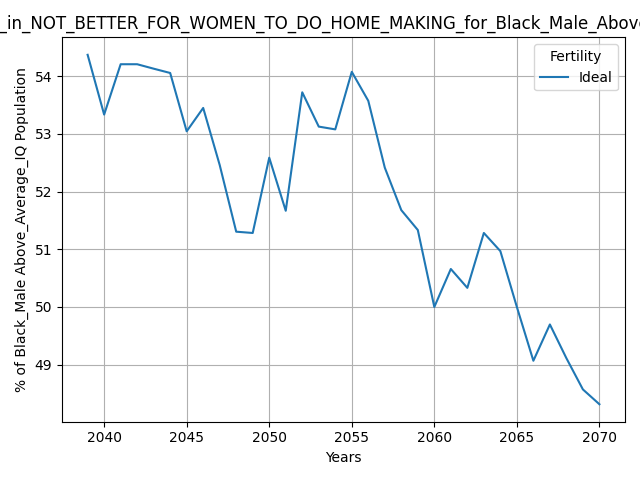 _in_NOT_BETTER_FOR_WOMEN_TO_DO_HOME_MAKING_for_Black_Male_Above
% of Black_Male Above_Average_IQ Population
Fertility
Ideal
54
53
52
51
50
49
2040 2045 2050 2055 2060 2065 2070
Years